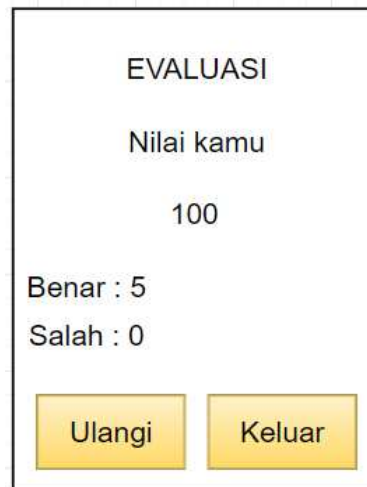 EVALUASI
Nilai kamu
100
Benar : 5
Salah : 0
Ulangi Keluar